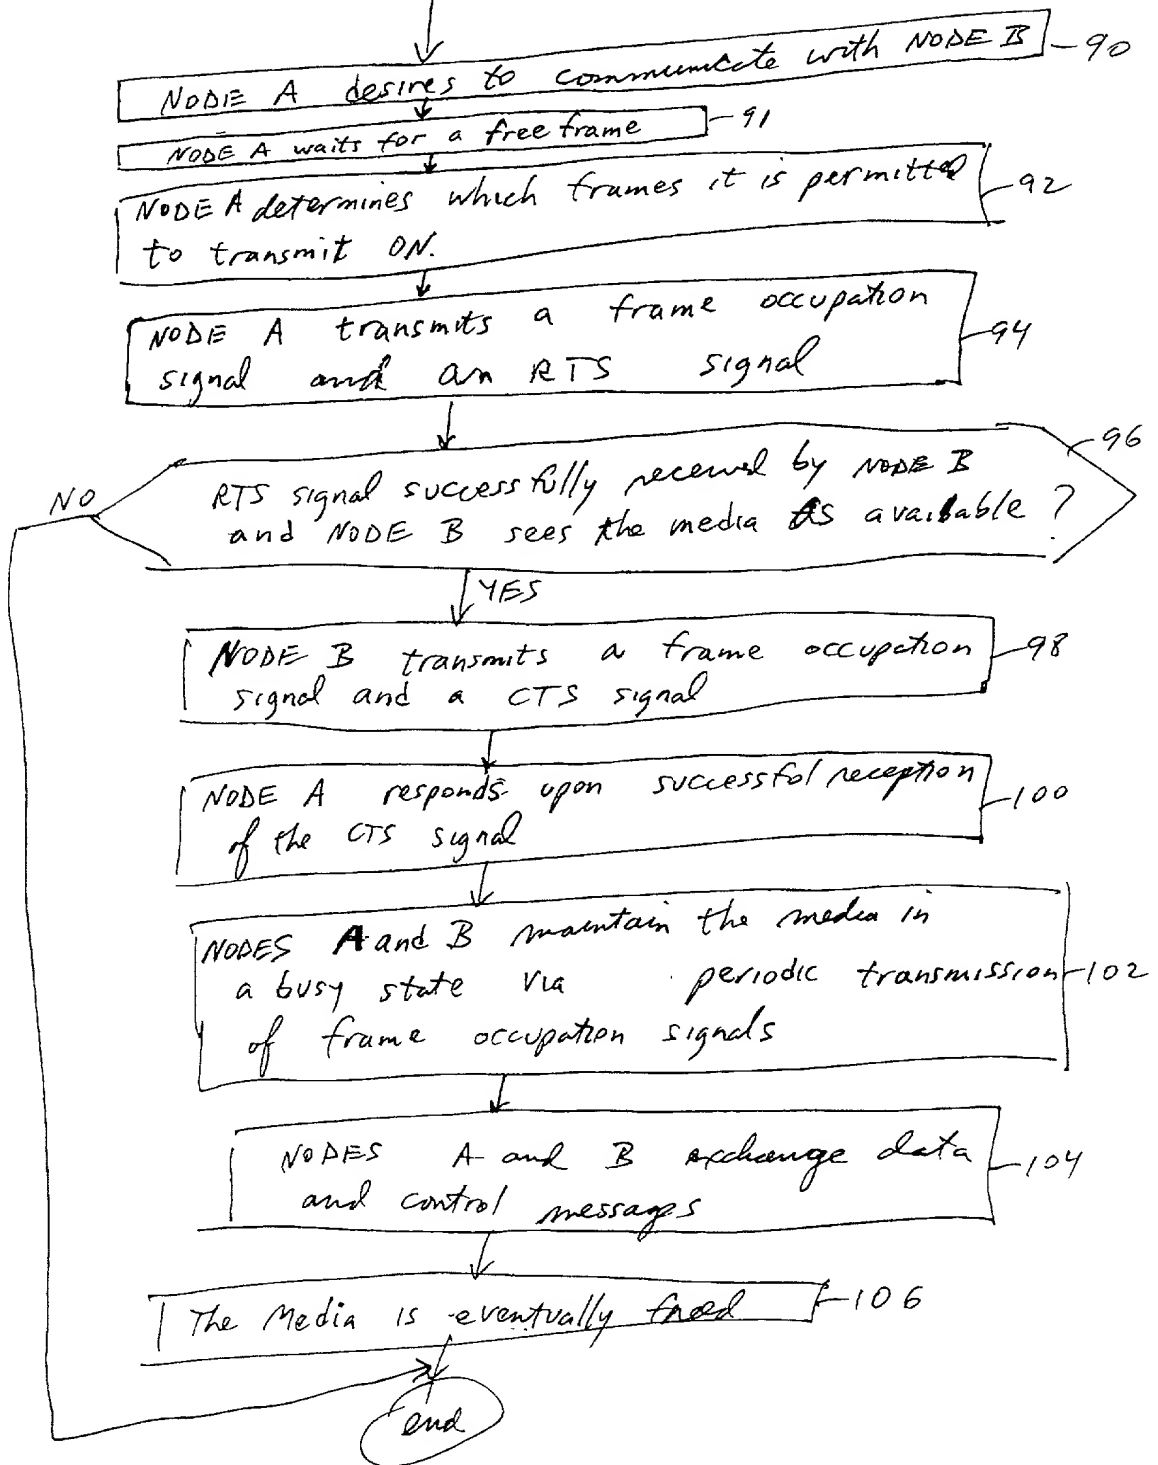 NODE A desires to communicate with NODE B 90
NODE A waits for a free frame 91
NODE A determines which frames it is permitted 92
to transmit ON.
NODE A transmits a frame occupation
signal and an RTS signal 94
96
NO RTS signal successfully received by NODE B
and NODE B sees the media as available ?
YES
NODE B transmits a frame occupation 98
signal and a CTS signal
NODE A responds upon successful reception 100
of the CTS signal
NODES A and B maintain the media in
a busy state via periodic transmission 102
of frame occupation signals
NODES A and B exchange data 104
and control messages
The Media is eventually freed 106
end